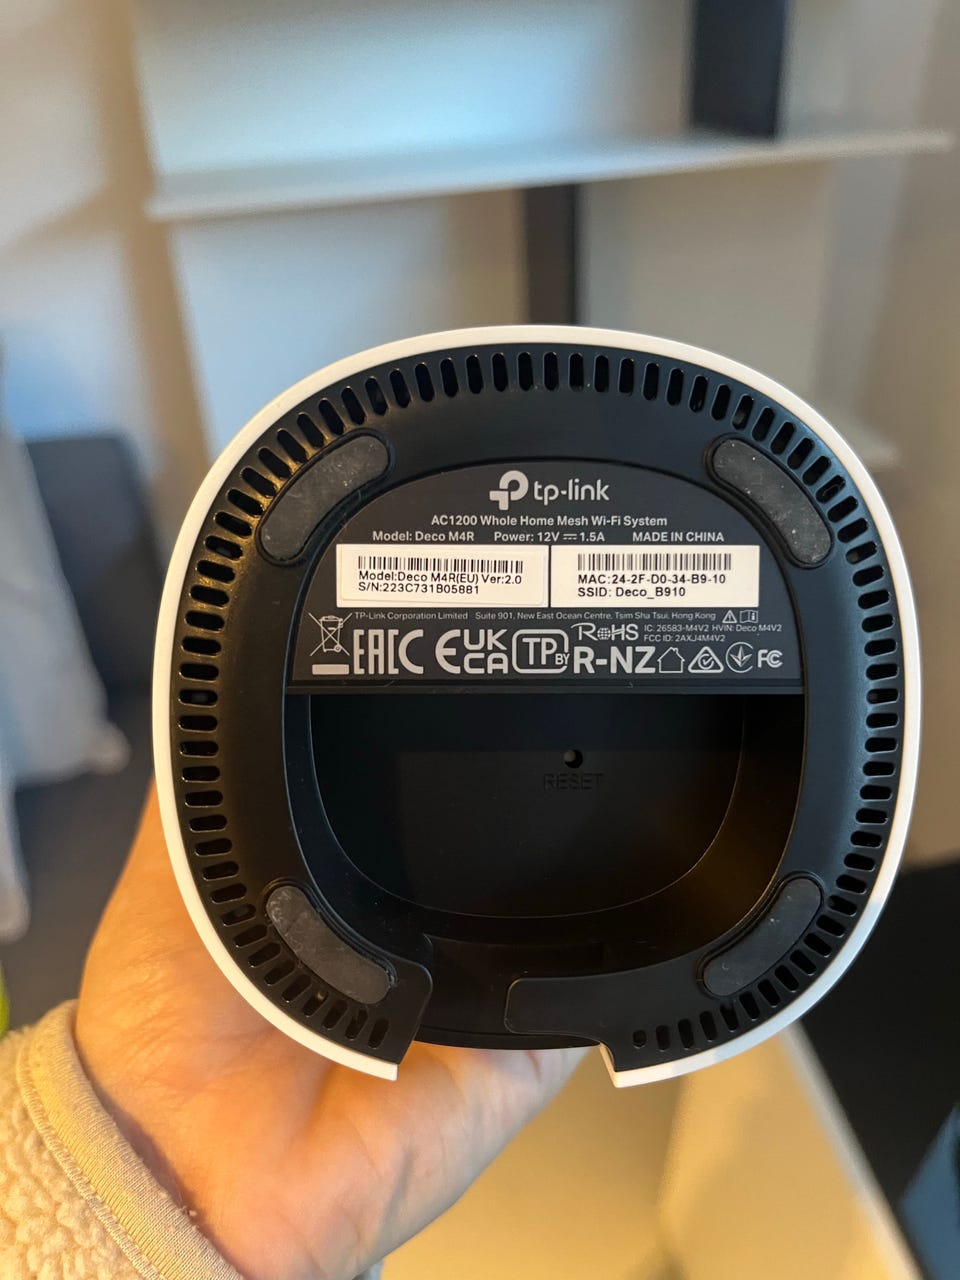 tp-link
AC1200 Whole Home Mesh Wi-Fi System
Model: Deco M4R Power: 12V⎓1.5A MADE IN CHINA
Model:Deco M4R(EU) Ver:2.0
S/N:223C731B05881
MAC:24-2F-D0-34-B9-10
SSID: Deco_B910
TP-Link Corporation Limited Suite 901, New East Ocean Centre, Tsim Sha Tsui, Hong Kong
EAC CE UKCA TP BY RoHS
IC: 26583-M4V2 HVIN: Deco M4V2
FCC ID: 2AXJ4M4V2
R-NZ FC
RESET